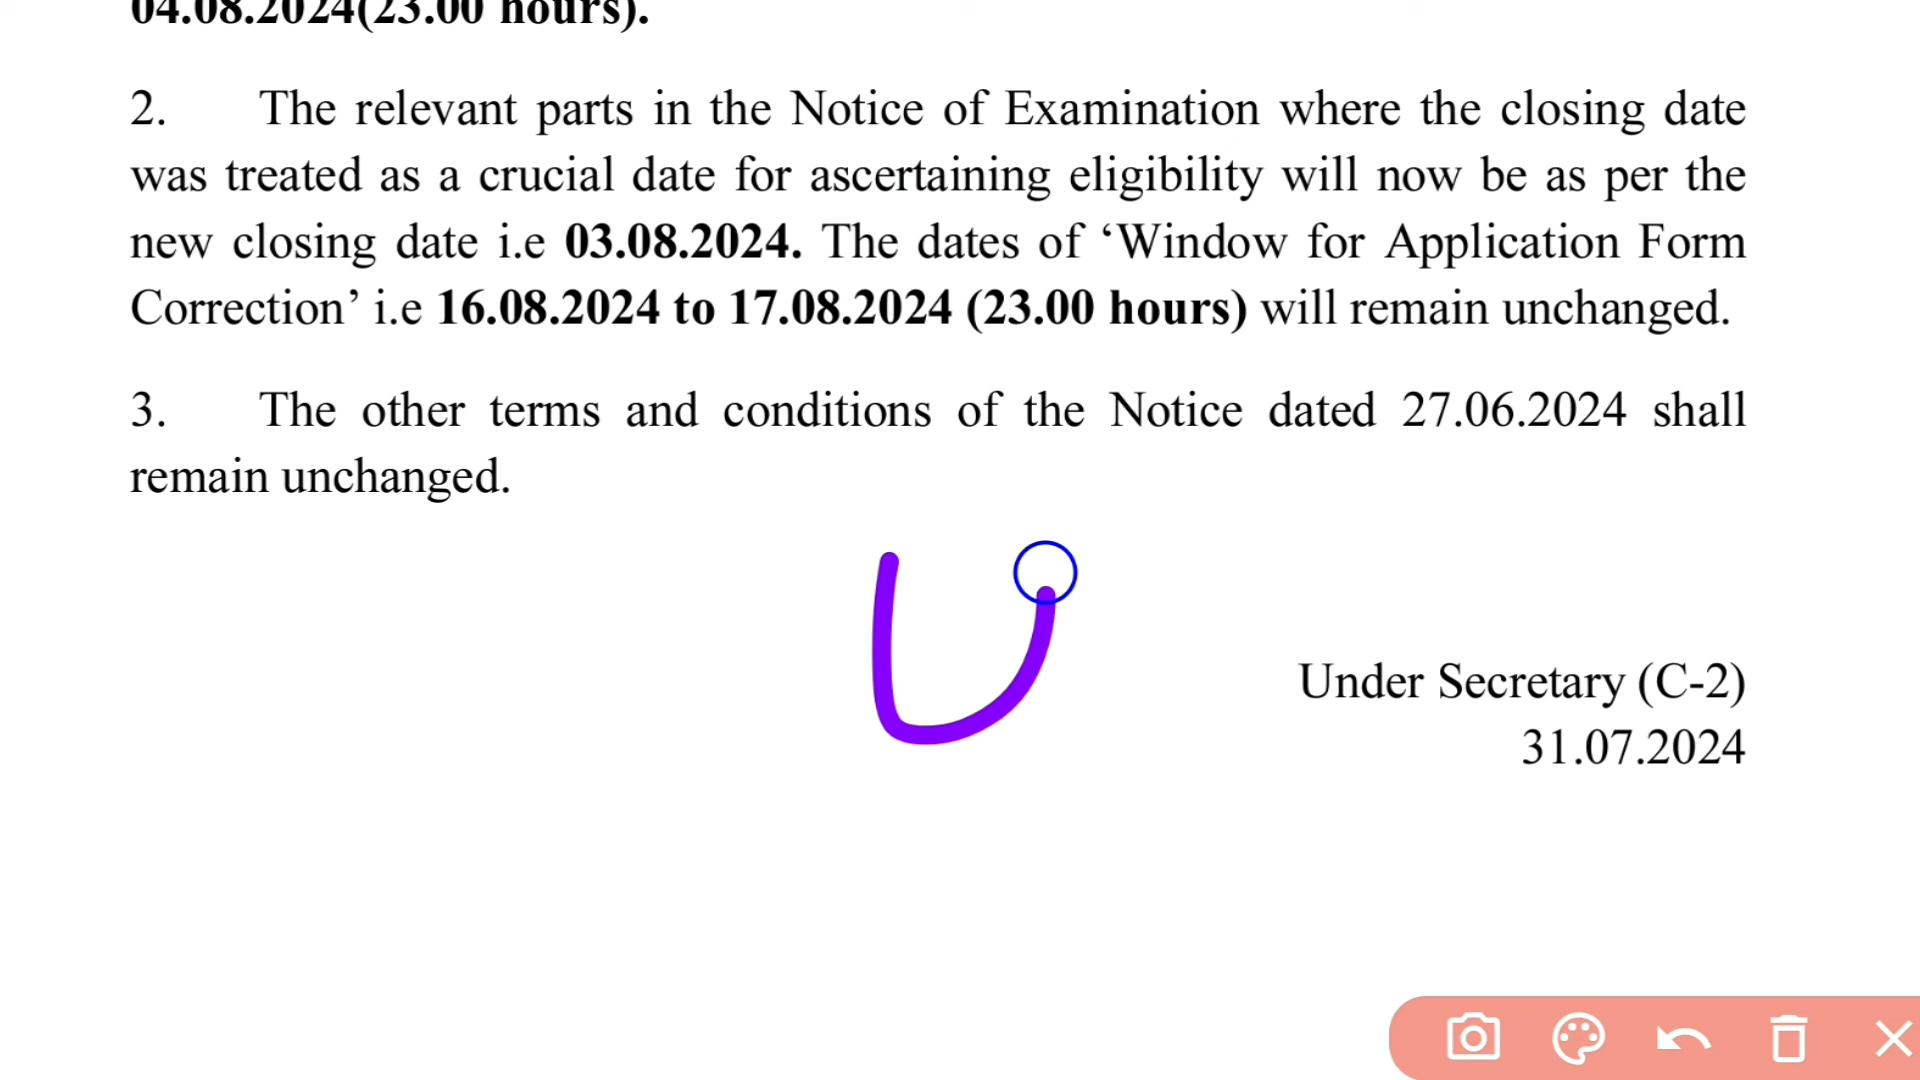 04.08.2024(23.00 hours).
2. The relevant parts in the Notice of Examination where the closing date
was treated as a crucial date for ascertaining eligibility will now be as per the
new closing date i.e 03.08.2024. The dates of ‘Window for Application Form
Correction’ i.e 16.08.2024 to 17.08.2024 (23.00 hours) will remain unchanged.
3. The other terms and conditions of the Notice dated 27.06.2024 shall
remain unchanged.
Under Secretary (C-2)
31.07.2024